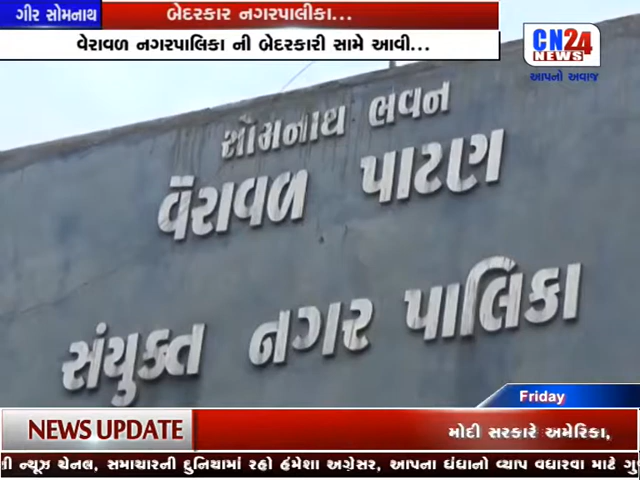 ગીર સોમનાથ
બેદરકાર નગરપાલીકા...
વેરાવળ નગરપાલિકા ની બેદરકારી સામે આવી...
CN24
NEWS
આપનો અવાજ
સોમનાથ ભવન
વેરાવળ પાટણ
સંયુક્ત નગર પાલિકા
Friday
NEWS UPDATE
મોદી સરકારે અમેરિકા,
ન્યૂઝ ચેનલ, સમાચારની દુનિયામાં રહો હંમેશા અગ્રેસર, આપના ધંધાનો વ્યાપ વધારવા માટે